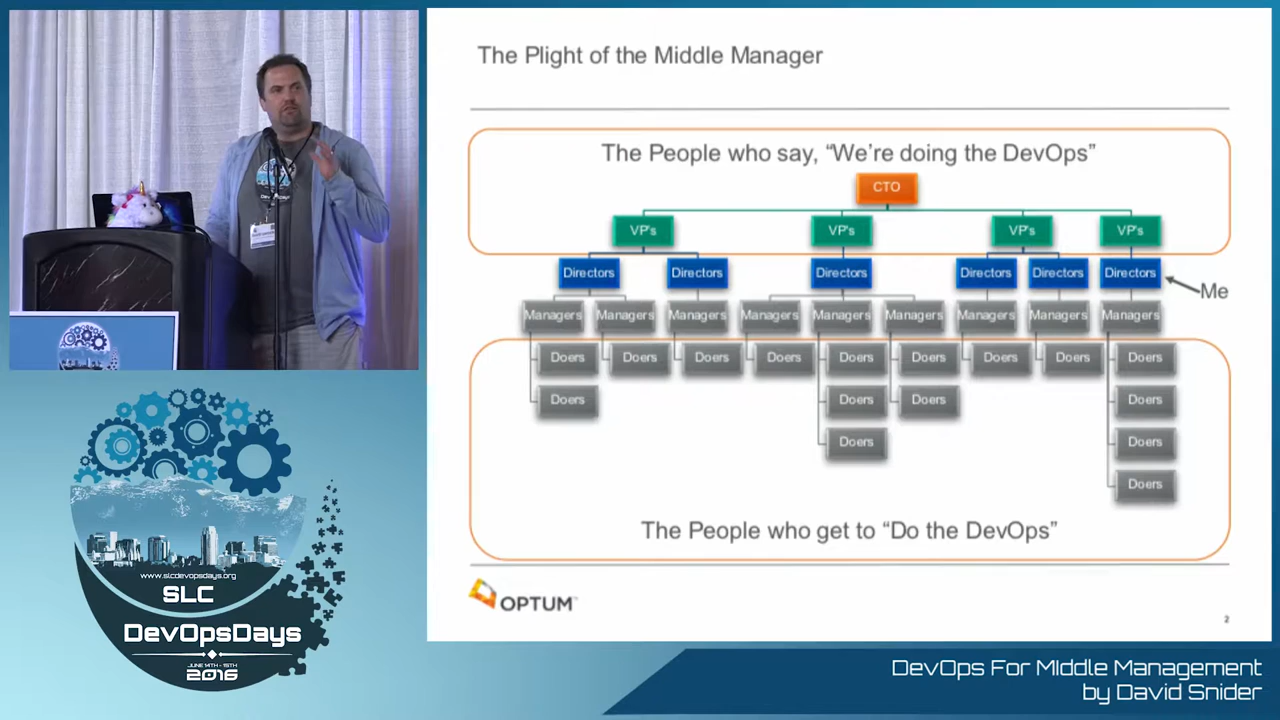 The Plight of the Middle Manager
The People who say, “We’re doing the DevOps”
CTO
VP's VP's VP's VP's
Directors Directors Directors Directors Directors Directors
Me
Managers Managers Managers Managers Managers Managers Managers Managers Managers
Doers Doers Doers Doers Doers Doers Doers Doers Doers
Doers Doers Doers Doers
Doers Doers
Doers
The People who get to “Do the DevOps”
OPTUM™
2
DevOpsDays
www.slcdevopsdays.org
SLC
DevOpsDays
JUNE 14TH - 15TH
2016
DevOps For Middle Management
by David Snider